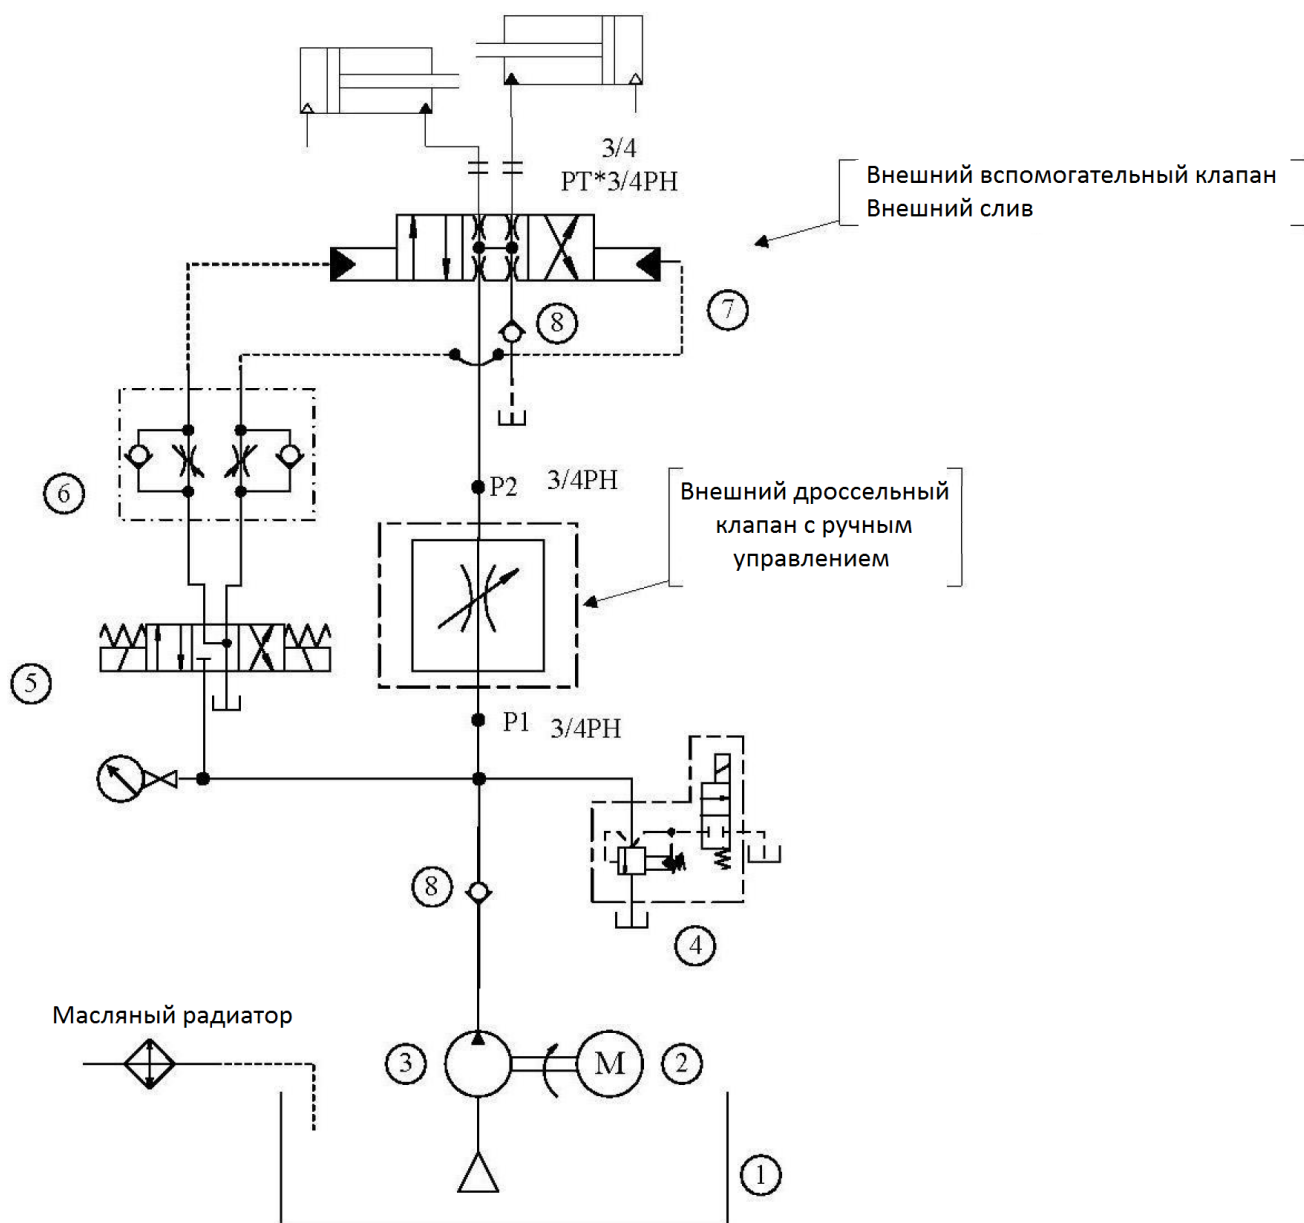 3/4
PT*3/4PH
Внешний вспомогательный клапан
Внешний слив
7
8
P2
3/4PH
6
Внешний дроссельный
клапан с ручным
управлением
5
P1
3/4PH
8
4
Масляный радиатор
3
M
2
1